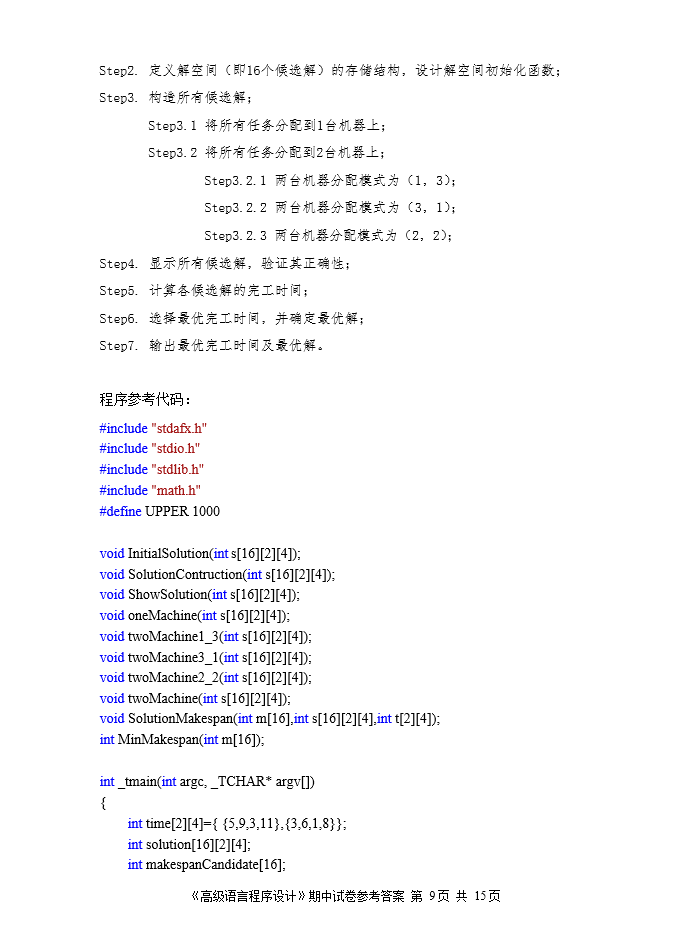 Step2. 定义解空间（即16个候选解）的存储结构，设计解空间初始化函数；
Step3. 构造所有候选解；
Step3.1 将所有任务分配到1台机器上；
Step3.2 将所有任务分配到2台机器上；
Step3.2.1 两台机器分配模式为（1，3）；
Step3.2.2 两台机器分配模式为（3，1）；
Step3.2.3 两台机器分配模式为（2，2）；
Step4. 显示所有候选解，验证其正确性；
Step5. 计算各候选解的完工时间；
Step6. 选择最优完工时间，并确定最优解；
Step7. 输出最优完工时间及最优解。
程序参考代码：
#include "stdafx.h"
#include "stdio.h"
#include "stdlib.h"
#include "math.h"
#define UPPER 1000
void InitialSolution(int s[16][2][4]);
void SolutionContruction(int s[16][2][4]);
void ShowSolution(int s[16][2][4]);
void oneMachine(int s[16][2][4]);
void twoMachine1_3(int s[16][2][4]);
void twoMachine3_1(int s[16][2][4]);
void twoMachine2_2(int s[16][2][4]);
void twoMachine(int s[16][2][4]);
void SolutionMakespan(int m[16],int s[16][2][4],int t[2][4]);
int MinMakespan(int m[16]);
int _tmain(int argc, _TCHAR* argv[])
{
int time[2][4]={ {5,9,3,11},{3,6,1,8}};
int solution[16][2][4];
int makespanCandidate[16];
《高级语言程序设计》期中试卷参考答案 第 9页 共 15页